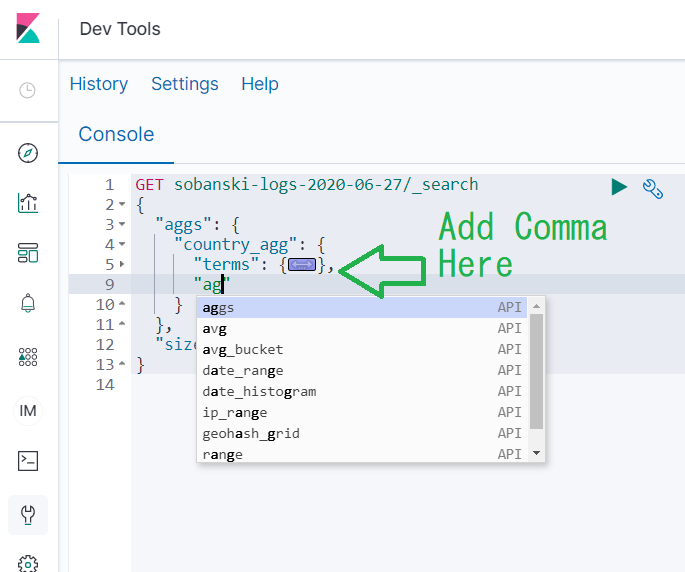 Dev Tools
History Settings Help
Console
1 GET sobanski-logs-2020-06-27/_search
2 {
3 "aggs": {
4 "country_agg": {
5 "terms": {},
9 "ag"
10 }
11 },
12 "size
13 }
14
Add Comma
Here
aggs API
avg API
avg_bucket API
date_range API
date_histogram API
ip_range API
geohash_grid API
range API
IM